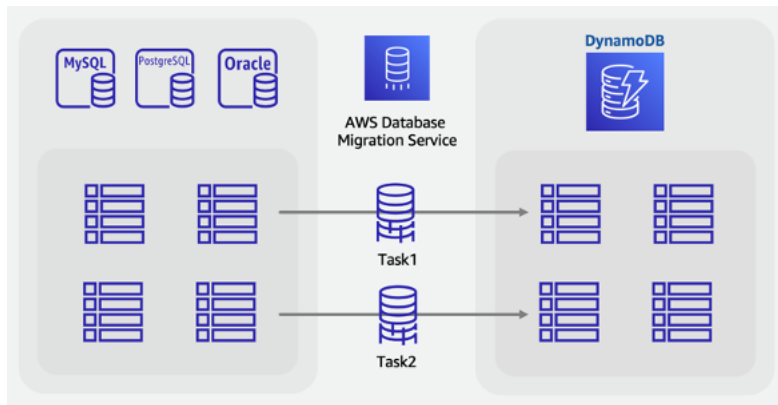 MySQL
PostgreSQL
Oracle
AWS Database
Migration Service
DynamoDB
Task1
Task2